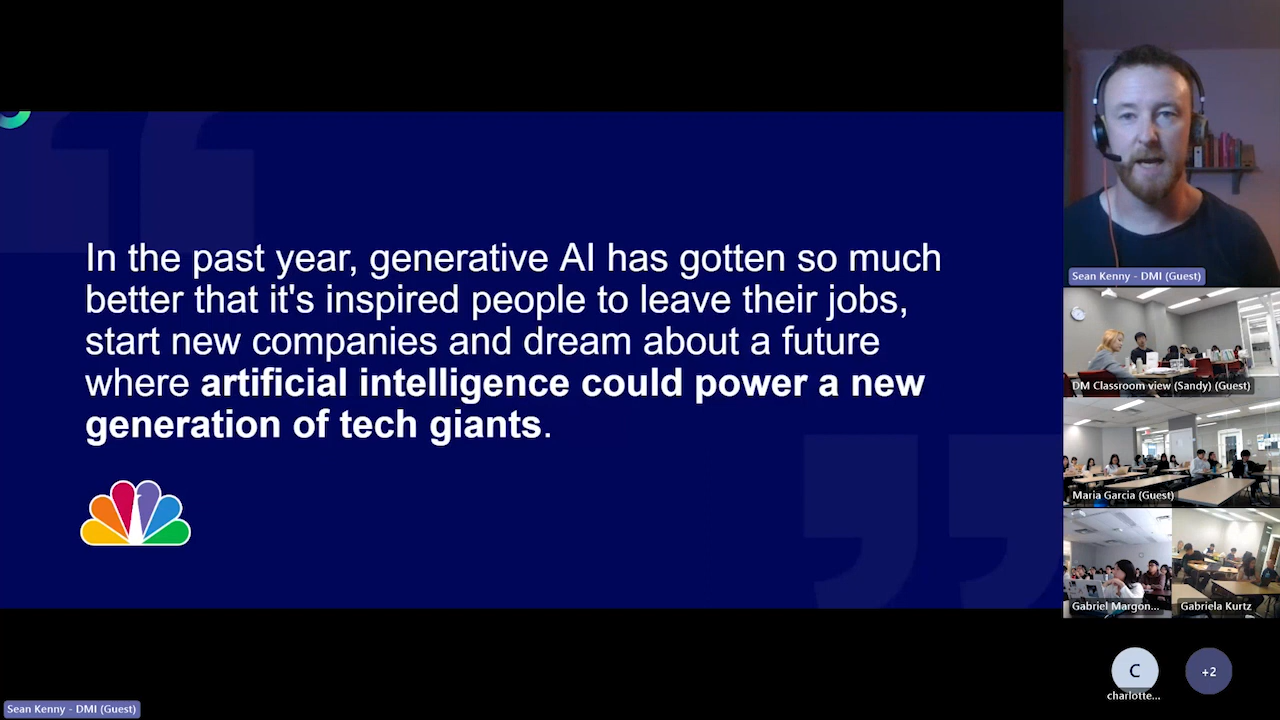 In the past year, generative AI has gotten so much
better that it's inspired people to leave their jobs,
start new companies and dream about a future
where artificial intelligence could power a new
generation of tech giants.
Sean Kenny - DMI (Guest)
DM Classroom view (Sandy) (Guest)
Maria Garcia (Guest)
Gabriel Margon...
Gabriela Kurtz
C
+2
charlotte...
Sean Kenny - DMI (Guest)